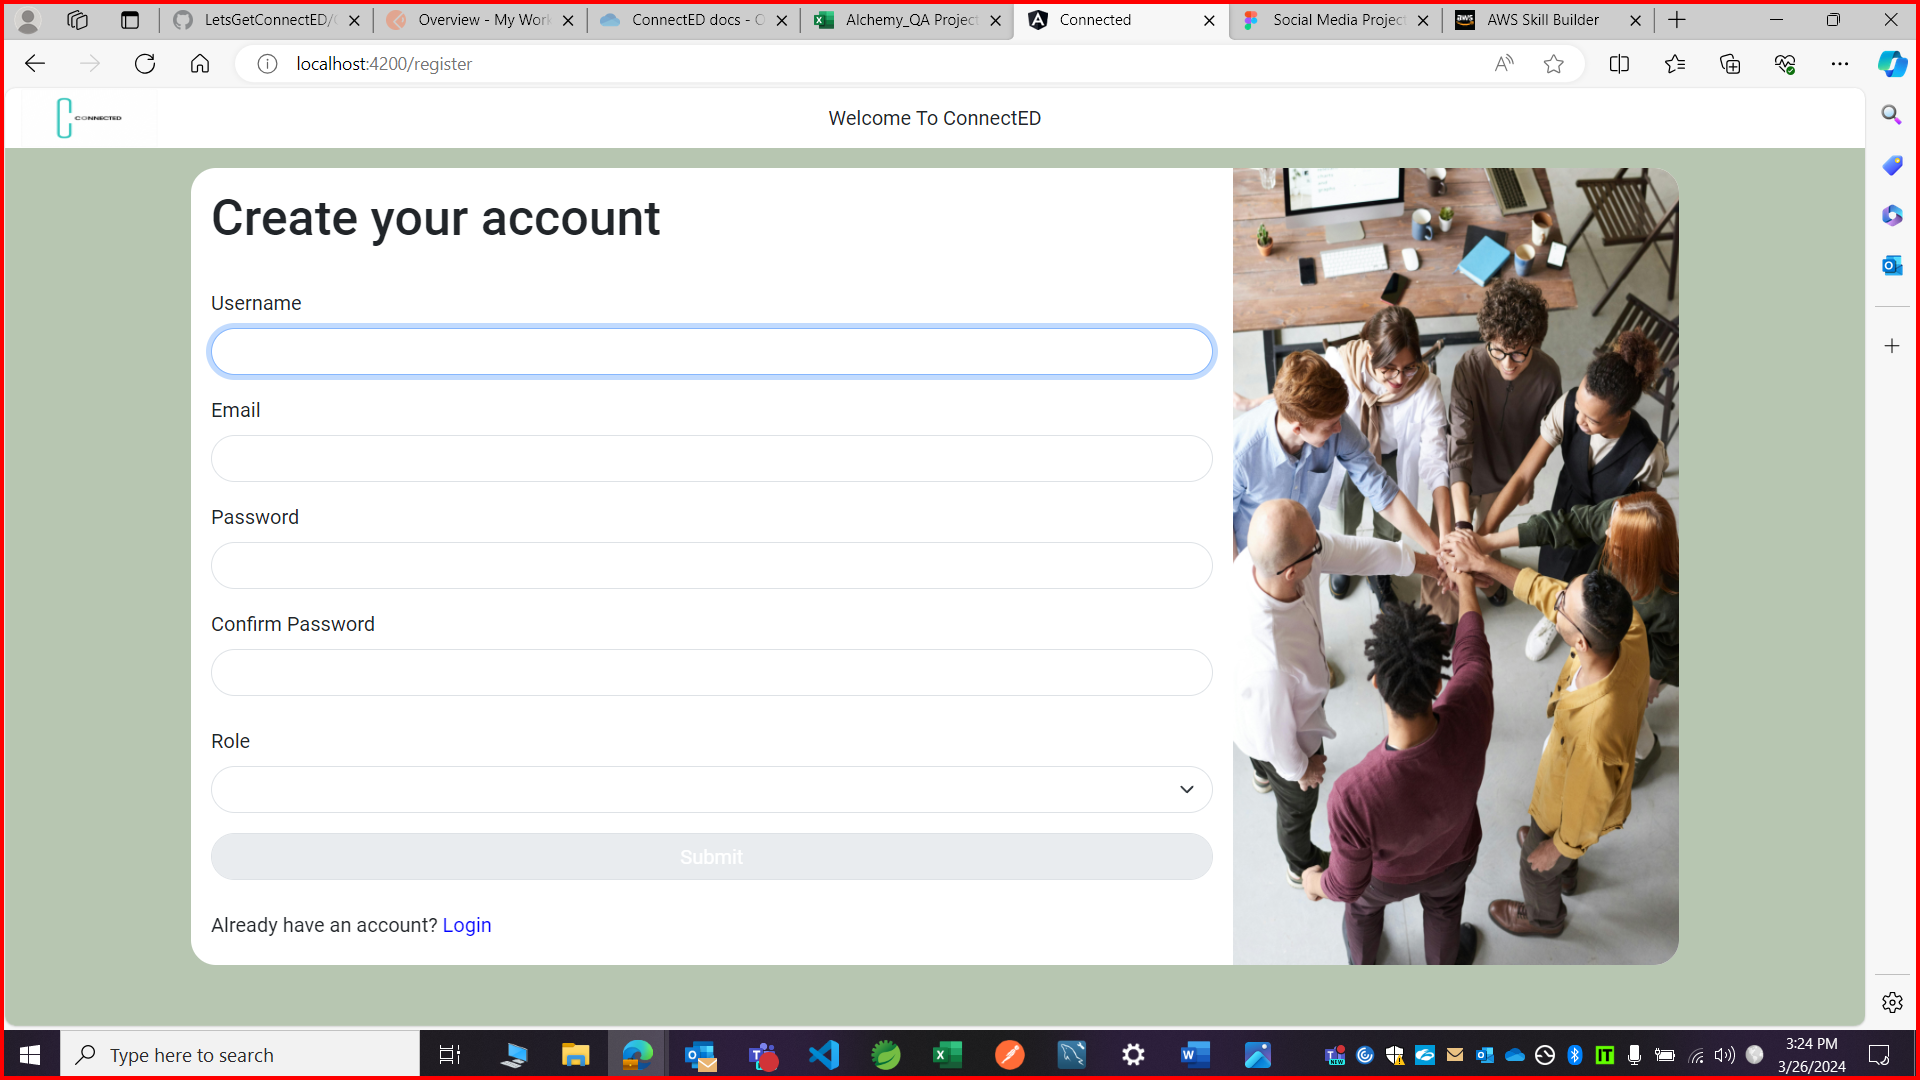 LetsGetConnectED/
Overview - My Work
ConnectED docs - O
Alchemy_QA Project
Connected
Social Media Project
aws
AWS Skill Builder
localhost:4200/register
CONNECTED
Welcome To ConnectED
Create your account
Username
Email
Password
Confirm Password
Role
Submit
Already have an account? Login
Type here to search
3:24 PM
3/26/2024